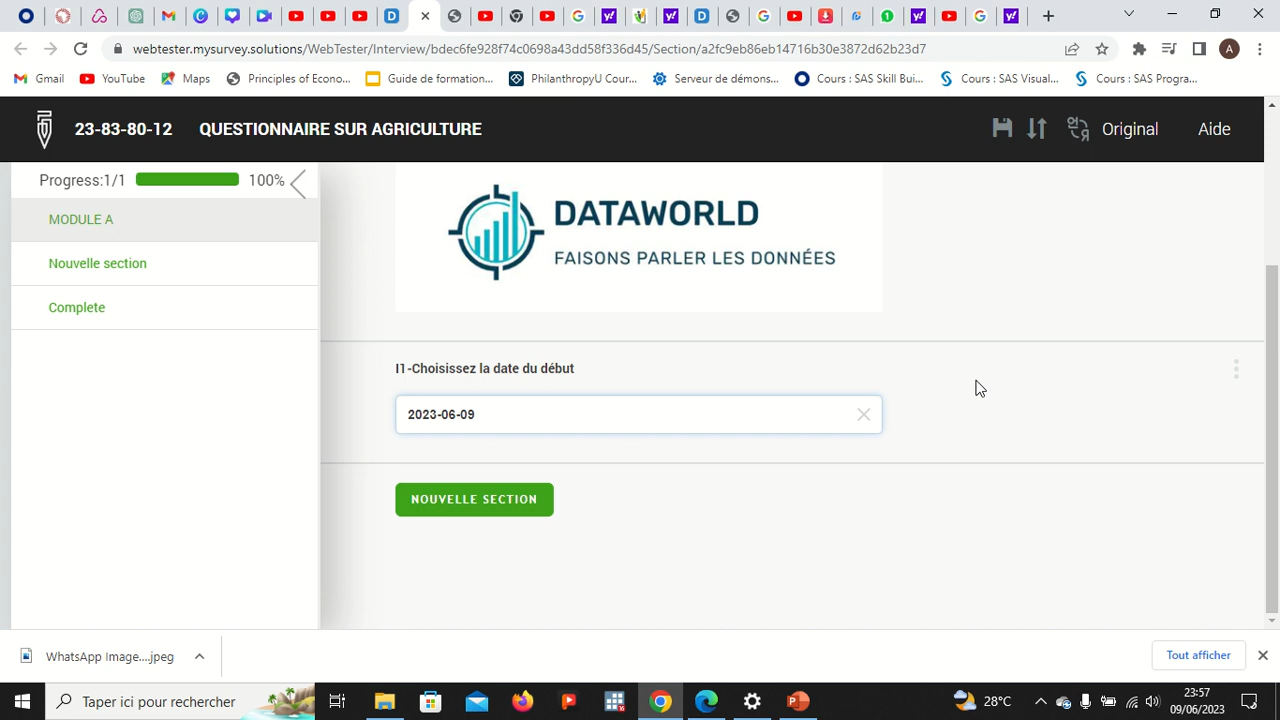 webtester.mysurvey.solutions/WebTester/Interview/bdec6fe928f74c0698a43dd58f336d45/Section/a2fc9eb86eb14716b30e3872d62b23d7
Gmail YouTube Maps Principles of Econo... Guide de formation... PhilanthropyU Cour... Serveur de démons... Cours : SAS Skill Bui... Cours : SAS Visual... Cours : SAS Progra...
23-83-80-12 QUESTIONNAIRE SUR AGRICULTURE Original Aide
Progress:1/1 100%
MODULE A
Nouvelle section
Complete
DATAWORLD
FAISONS PARLER LES DONNÉES
I1-Choisissez la date du début
2023-06-09
NOUVELLE SECTION
WhatsApp Image....jpeg Tout afficher
Taper ici pour rechercher 28°C 23:57
09/06/2023